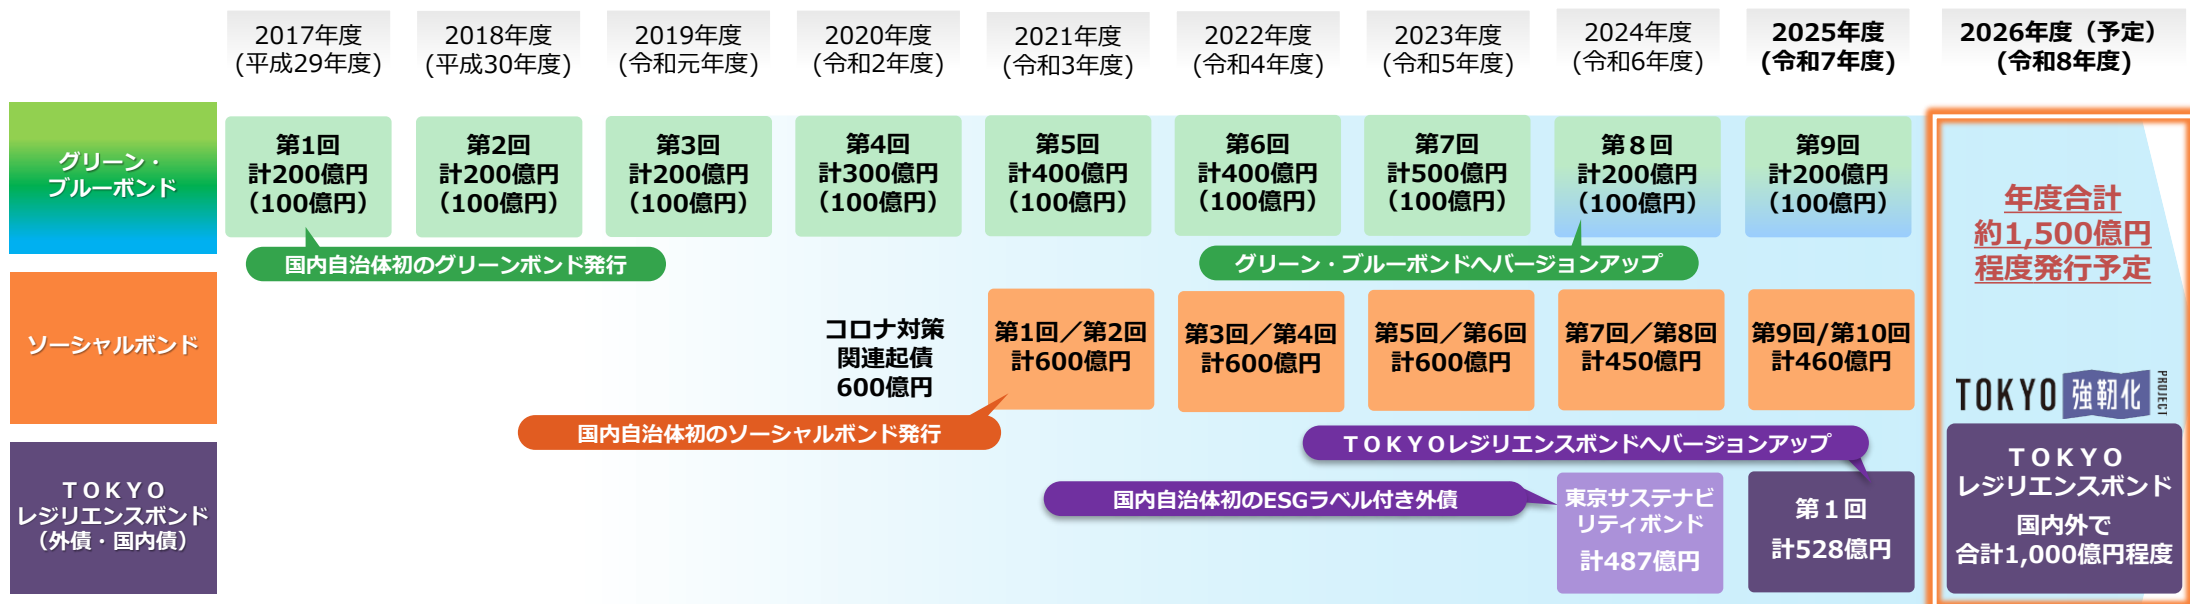 2017年度
(平成29年度)
2018年度
(平成30年度)
2019年度
(令和元年度)
2020年度
(令和2年度)
2021年度
(令和3年度)
2022年度
(令和4年度)
2023年度
(令和5年度)
2024年度
(令和6年度)
2025年度
(令和7年度)
2026年度（予定）
(令和8年度)
グリーン・
ブルーボンド
第1回
計200億円
（100億円）
第2回
計200億円
（100億円）
第3回
計200億円
（100億円）
第4回
計300億円
（100億円）
第5回
計400億円
（100億円）
第6回
計400億円
（100億円）
第7回
計500億円
（100億円）
第８回
計200億円
（100億円）
第9回
計200億円
（100億円）
年度合計
約1,500億円
程度発行予定
国内自治体初のグリーンボンド発行
グリーン・ブルーボンドへバージョンアップ
ソーシャルボンド
コロナ対策
関連起債
600億円
第1回／第2回
計600億円
第3回／第4回
計600億円
第5回／第6回
計600億円
第7回／第8回
計450億円
第9回/第10回
計460億円
TOKYO 強靭化 PROJECT
国内自治体初のソーシャルボンド発行
ＴＯＫＹＯレジリエンスボンドへバージョンアップ
ＴＯＫＹＯ
レジリエンスボンド
（外債・国内債）
国内自治体初のESGラベル付き外債
東京サステナビ
リティボンド
計487億円
第１回
計528億円
ＴＯＫＹＯ
レジリエンスボンド
国内外で
合計1,000億円程度